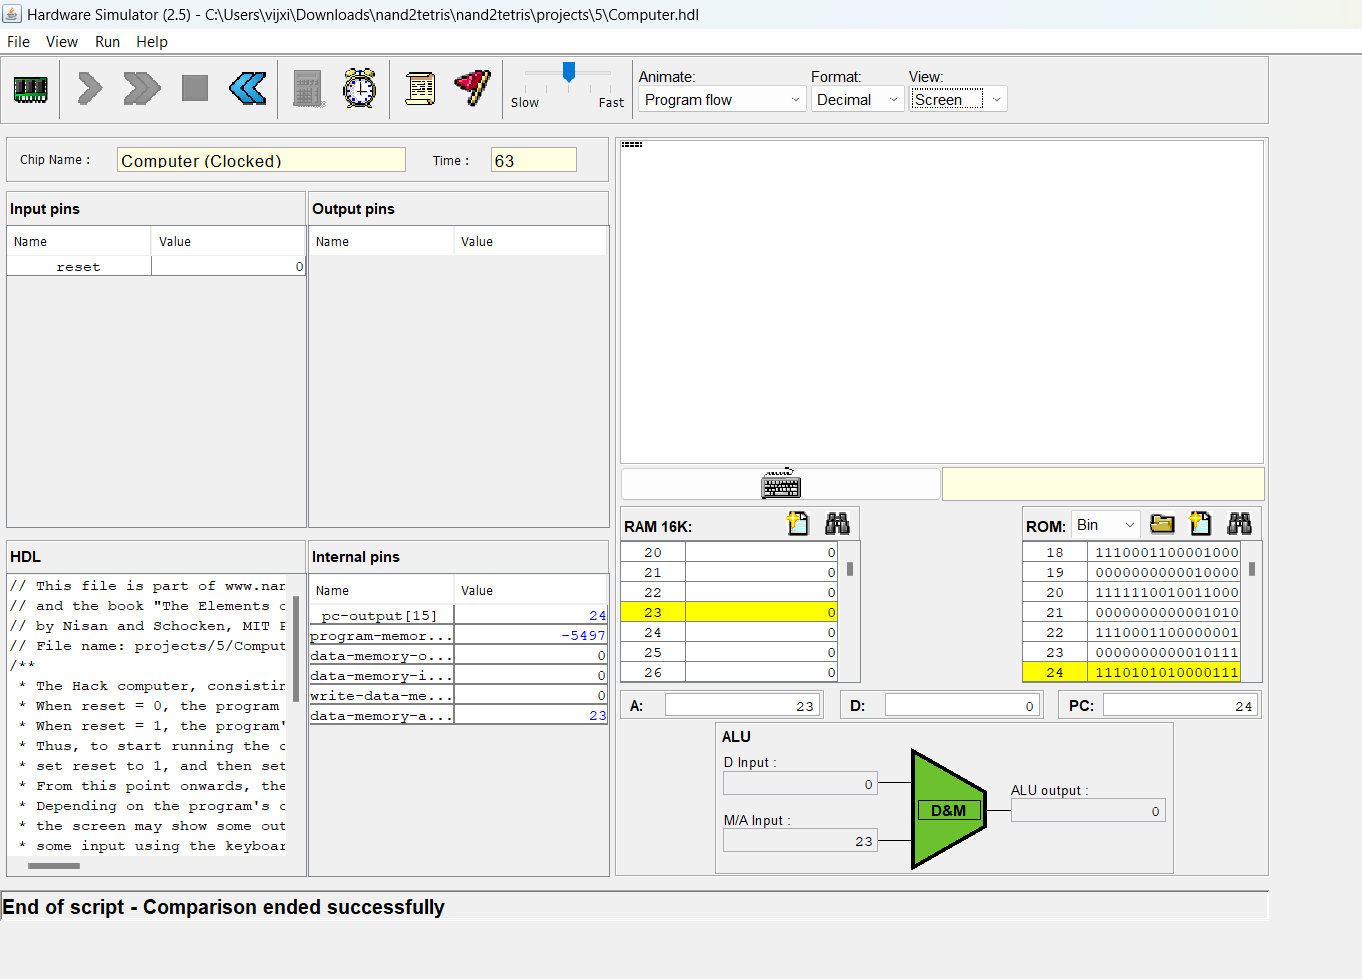 Hardware Simulator (2.5) - C:\Users\vijxi\Downloads\nand2tetris\nand2tetris\projects\5\Computer.hdl
File View Run Help
Slow Fast
Animate: Format: View:
Program flow Decimal Screen
Chip Name : Computer (Clocked) Time : 63
Input pins
Name Value
reset 0
Output pins
Name Value
HDL
// This file is part of www.nan
// and the book "The Elements o
// by Nisan and Schocken, MIT P
// File name: projects/5/Comput
/**
* The Hack computer, consistin
* When reset = 0, the program
* When reset = 1, the program'
* Thus, to start running the c
* set reset to 1, and then set
* From this point onwards, the
* Depending on the program's c
* the screen may show some out
* some input using the keyboar
Internal pins
Name Value
pc-output[15] 24
program-memor... -5497
data-memory-o... 0
data-memory-i... 0
write-data-me... 0
data-memory-a... 23
RAM 16K:
20 0
21 0
22 0
23 0
24 0
25 0
26 0
ROM: Bin
18 1110001100001000
19 0000000000010000
20 1111110010011000
21 0000000000001010
22 1110001100000001
23 0000000000010111
24 1110101010000111
A: 23 D: 0 PC: 24
ALU
D Input :
0
M/A Input :
23
D&M
ALU output :
0
End of script - Comparison ended successfully